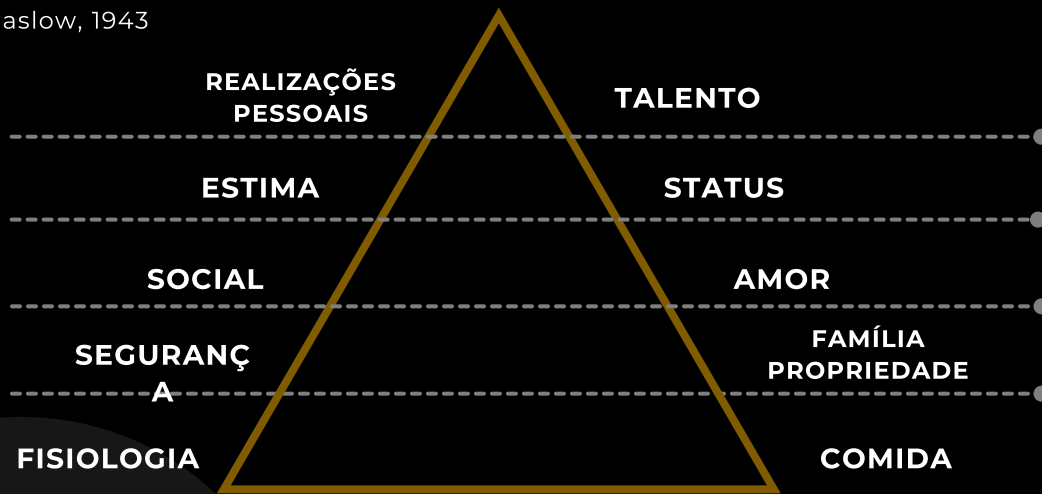 aslow, 1943
REALIZAÇÕES
PESSOAIS
TALENTO
ESTIMA
STATUS
SOCIAL
AMOR
SEGURANÇ
A
FAMÍLIA
PROPRIEDADE
FISIOLOGIA
COMIDA